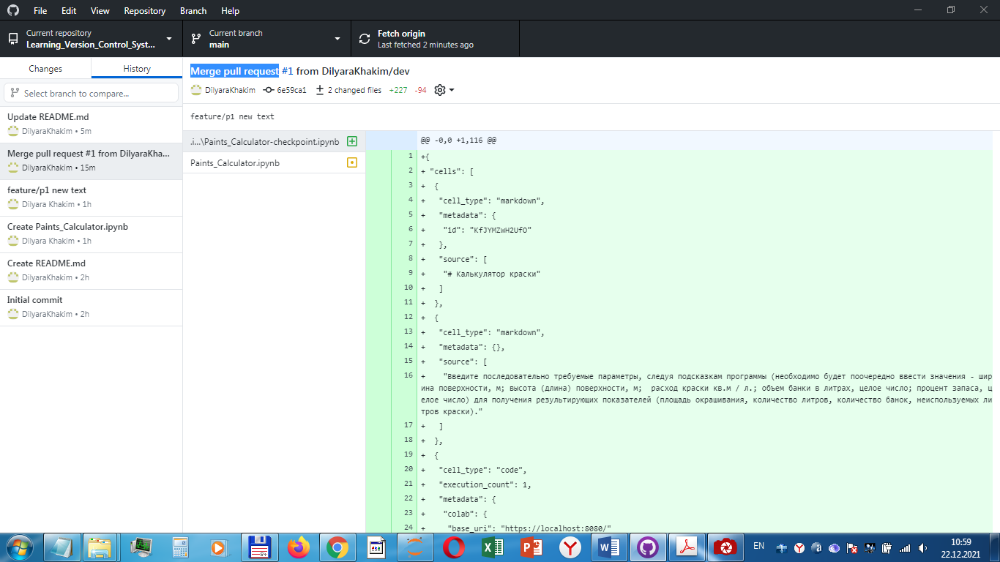 File Edit View Repository Branch Help
Current repository
Learning_Version_Control_Syst...
Current branch
main
Fetch origin
Last fetched 2 minutes ago
Changes
History
Select branch to compare...
Update README.md
DilyaraKhakim • 5m
Merge pull request #1 from DilyaraKha...
DilyaraKhakim • 15m
feature/p1 new text
Dilyara Khakim • 1h
Create Paints_Calculator.ipynb
Dilyara Khakim • 1h
Create README.md
DilyaraKhakim • 2h
Initial commit
DilyaraKhakim • 2h
Merge pull request #1 from DilyaraKhakim/dev
DilyaraKhakim 6e59ca1 2 changed files +227 -94
feature/p1 new text
.i...\Paints_Calculator-checkpoint.ipynb
Paints_Calculator.ipynb
@@ -0,0 +1,116 @@
1 +{
2 + "cells": [
3 +  {
4 +   "cell_type": "markdown",
5 +   "metadata": {
6 +    "id": "KfJYMZwH2UfO"
7 +   },
8 +   "source": [
9 +    "# Калькулятор краски"
10 +   ]
11 +  },
12 +  {
13 +   "cell_type": "markdown",
14 +   "metadata": {},
15 +   "source": [
16 +    "Введите последовательно требуемые параметры, следуя подсказкам программы (необходимо будет поочередно ввести значения - шир
ина поверхности, м; высота (длина) поверхности, м;  расход краски кв.м / л.; объем банки в литрах, целое число; процент запаса, ц
елое число) для получения результирующих показателей (площадь окрашивания, количество литров, количество банок, неиспользуемых ли
тров краски)."
17 +   ]
18 +  },
19 +  {
20 +   "cell_type": "code",
21 +   "execution_count": 1,
22 +   "metadata": {
23 +    "colab": {
24 +     "base_uri": "https://localhost:8080/"
EN
10:59
22.12.2021